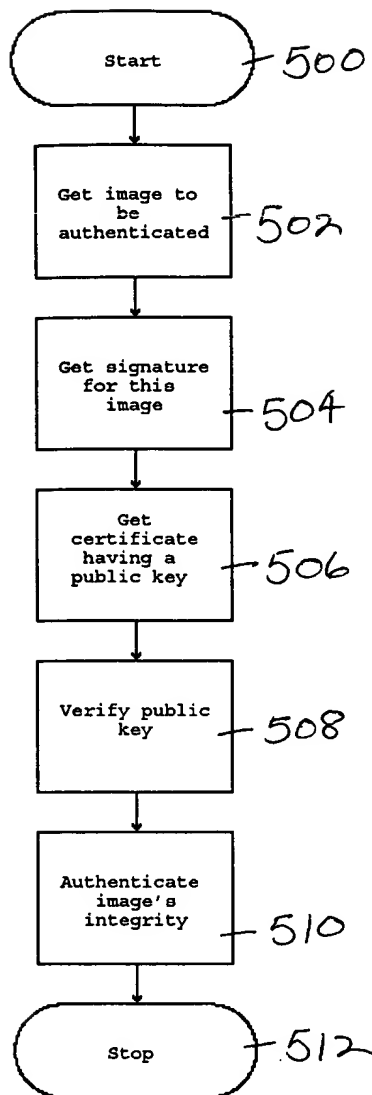 Start
500
Get image to
be
authenticated
502
Get signature
for this
image
504
Get
certificate
having a
public key
506
Verify public
key
508
Authenticate
image's
integrity
510
Stop
512